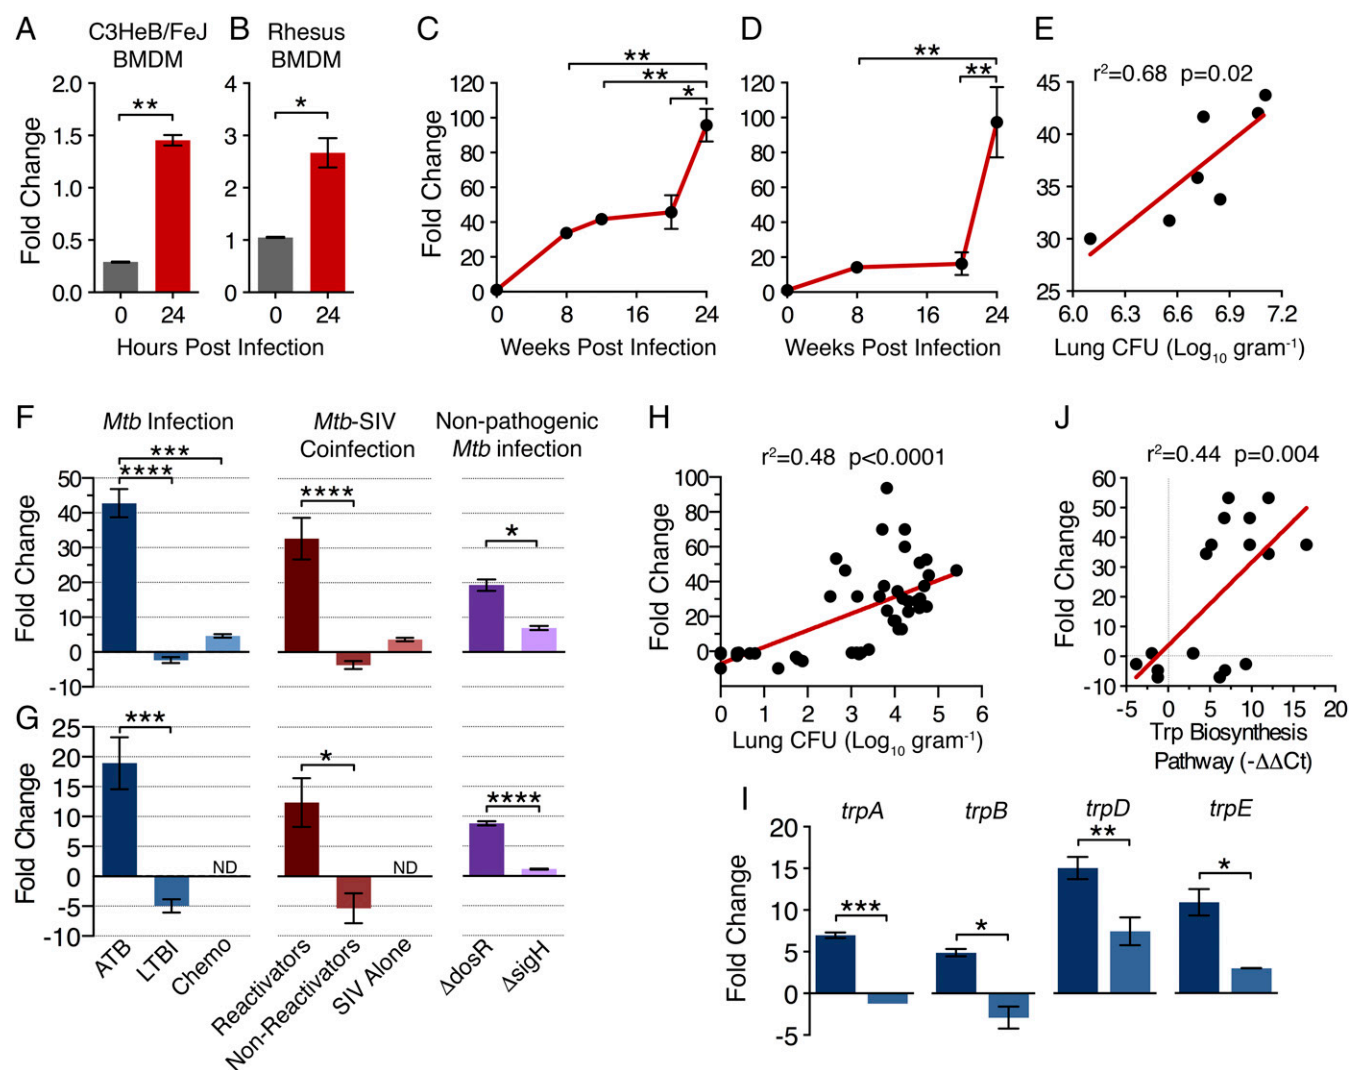 A
C3HeB/FeJ
BMDM
Fold Change
2.0
1.5
1.0
0.5
0.0
**
0
24
B
Rhesus
BMDM
4
3
2
1
0
*
0
24
Hours Post Infection
C
Fold Change
120
100
80
60
40
20
0
**
**
*
0
8
16
24
Weeks Post Infection
D
120
100
80
60
40
20
0
**
**
0
8
16
24
Weeks Post Infection
E
r²=0.68 p=0.02
45
40
35
30
25
6.0
6.3
6.6
6.9
7.2
Lung CFU (Log₁₀ gram⁻¹)
F
Mtb Infection
Mtb-SIV
Coinfection
Non-pathogenic
Mtb infection
Fold Change
50
40
30
20
10
0
-10
***
****
****
*
G
Fold Change
25
20
15
10
5
0
-5
-10
***
*
****
ND
ND
ATB
LTBI
Chemo
Reactivators
Non-Reactivators
SIV Alone
ΔdosR
ΔsigH
H
r²=0.48 p<0.0001
Fold Change
100
80
60
40
20
0
0
1
2
3
4
5
6
Lung CFU (Log₁₀ gram⁻¹)
J
r²=0.44 p=0.004
Fold Change
60
50
40
30
20
10
0
-10
-5
0
5
10
15
20
Trp Biosynthesis
Pathway (-ΔΔCt)
I
trpA
trpB
trpD
trpE
Fold Change
20
15
10
5
0
-5
***
*
**
*